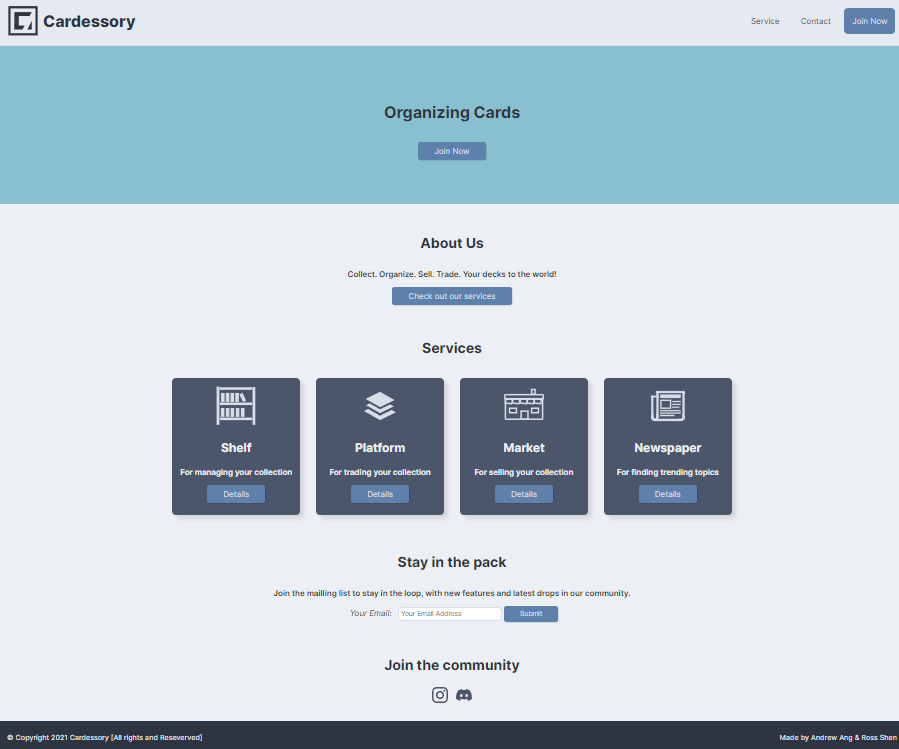 Cardessory
Service Contact Join Now
Organizing Cards
Join Now
About Us
Collect. Organize. Sell. Trade. Your decks to the world!
Check out our services
Services
Shelf
For managing your collection
Details
Platform
For trading your collection
Details
Market
For selling your collection
Details
Newspaper
For finding trending topics
Details
Stay in the pack
Join the mailling list to stay in the loop, with new features and latest drops in our community.
Your Email: Your Email Address Submit
Join the community
© Copyright 2021 Cardessory [All rights and Reseverved]
Made by Andrew Ang & Ross Shen